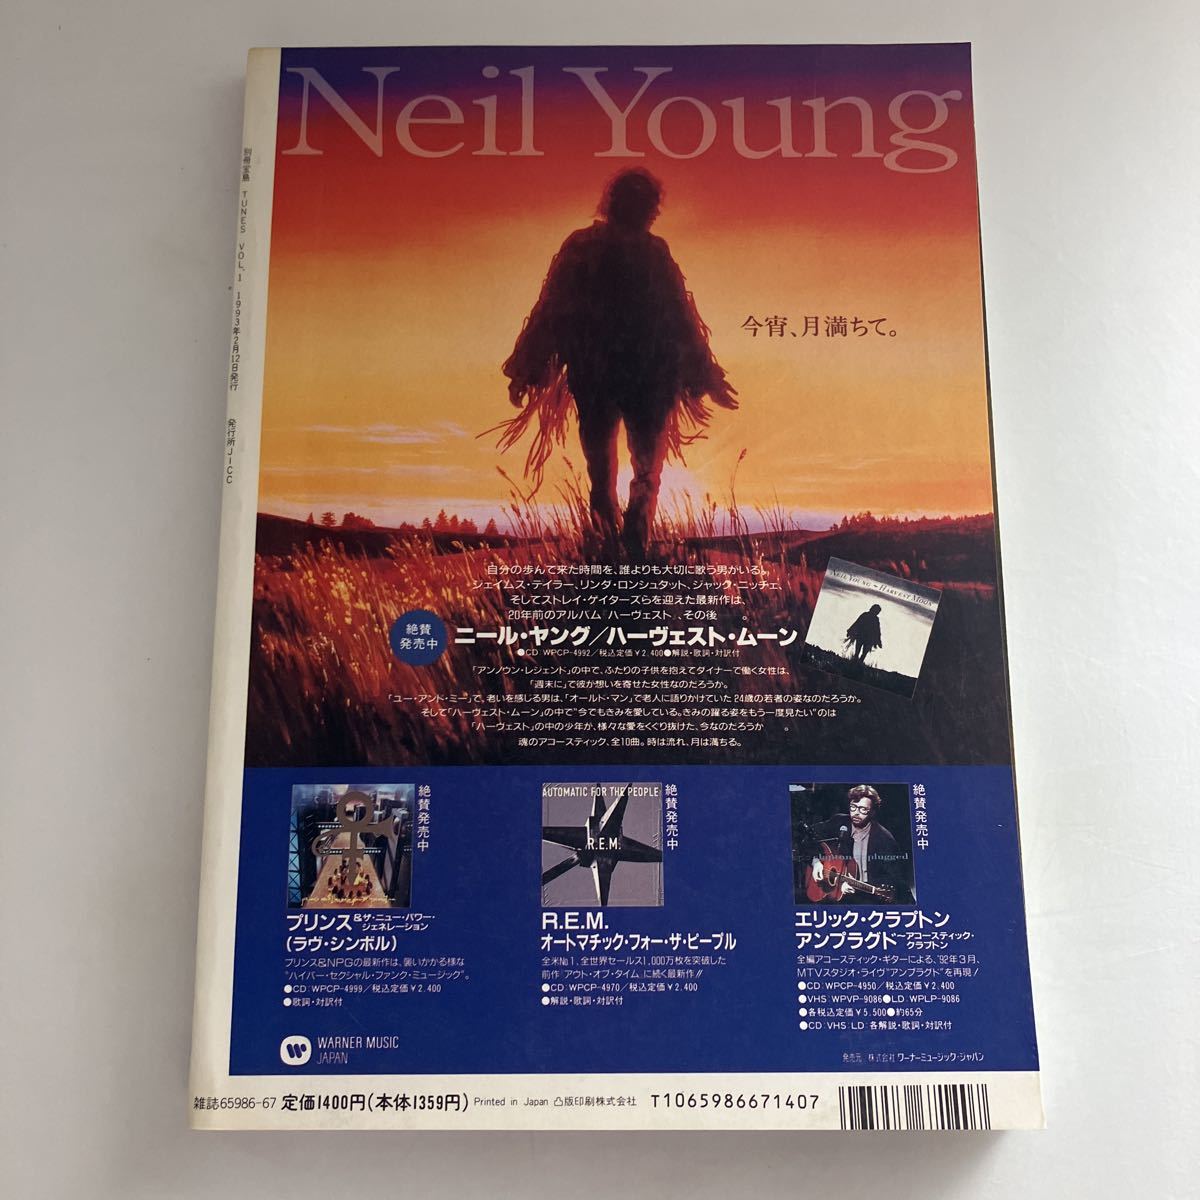 Neil Young
別冊宝島 TUNES VOL.1 1993年2月12日発行 発行所JICC
今宵、月満ちて。
自分の歩んで来た時間を、誰よりも大切に歌う男がいる。
ジェイムス・テイラー、リンダ・ロンシュタット、ジャック・ニッチェ、
そしてストレイ・ゲイターズらを迎えた最新作は、
20年前のアルバム「ハーヴェスト」、その後 。
NEIL YOUNG ~ HARVEST MOON
絶賛
発売中
ニール・ヤング/ハーヴェスト・ムーン
●CD:WPCP-4992/税込定価¥2.400●解説・歌詞・対訳付
「アンノウン・レジェンド」の中で、ふたりの子供を抱えてダイナーで働く女性は、
「週末に」で彼が想いを寄せた女性なのだろうか。
「ユー・アンド・ミー」で、老いを感じる男は、「オールド・マン」で老人に語りかけていた24歳の若者の姿なのだろうか。
そして「ハーヴェスト・ムーン」の中で“今でもきみを愛している。きみの躍る姿をもう一度見たい”のは
「ハーヴェスト」の中の少年が、様々な愛をくぐり抜けた、今なのだろうか 。
魂のアコースティック、全10曲。時は流れ、月は満ちる。
絶賛発売中
プリンス&ザ・ニュー・パワー・ジェネレーション
(ラヴ・シンボル)
プリンス&NPGの最新作は、襲いかかる様な
“ハイパー・セクシャル・ファンク・ミュージック”。
●CD:WPCP-4999/税込定価¥2.400
●歌詞・対訳付
AUTOMATIC FOR THE PEOPLE
R.E.M.
絶賛発売中
R.E.M.
オートマチック・フォー・ザ・ピープル
全米No.1、全世界セールス1,000万枚を突破した
前作「アウト・オブ・タイム」に続く最新作!!
●CD:WPCP-4970/税込定価¥2.400
●解説・歌詞・対訳付
絶賛発売中
エリック・クラプトン
アンプラグド~アコースティック・クラプトン
全編アコースティック・ギターによる、'92年3月、
MTVスタジオ・ライヴ“アンプラグド”を再現!
●CD:WPCP-4950/税込定価¥2.400
●VHS:WPVP-9086●LD:WPLP-9086
●各税込定価¥5.500●約65分
●CD:VHS:LD:各解説・歌詞・対訳付
WARNER MUSIC
JAPAN
発売元:株式会社 ワーナーミュージック・ジャパン
雑誌65986-67 定価1400円(本体1359円) Printed in Japan 凸版印刷株式会社 T1065986671407